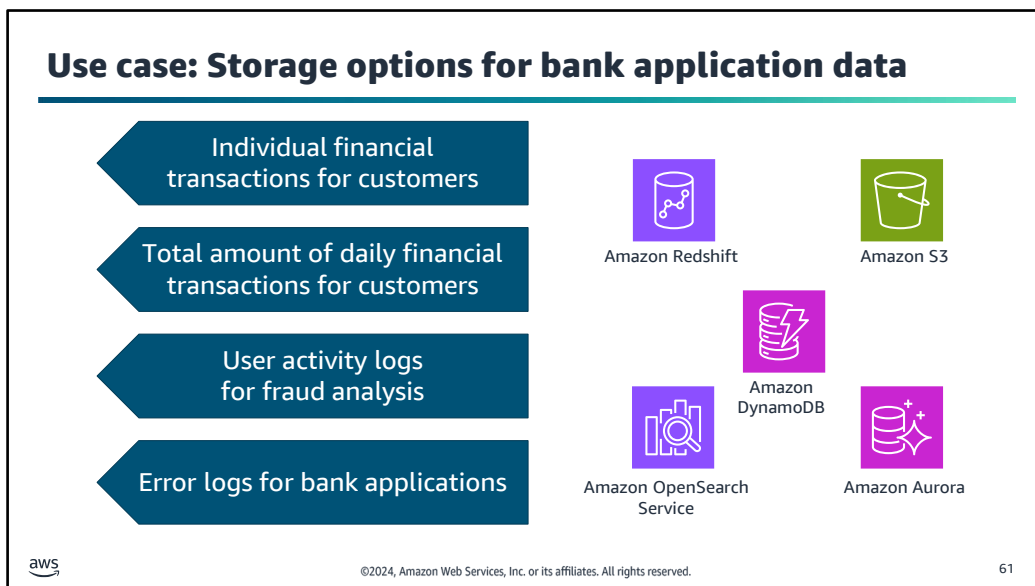 Use case: Storage options for bank application data
Individual financial
transactions for customers
Total amount of daily financial
transactions for customers
User activity logs
for fraud analysis
Error logs for bank applications
Amazon Redshift
Amazon S3
Amazon
DynamoDB
Amazon OpenSearch
Service
Amazon Aurora
aws
©2024, Amazon Web Services, Inc. or its affiliates. All rights reserved.
61